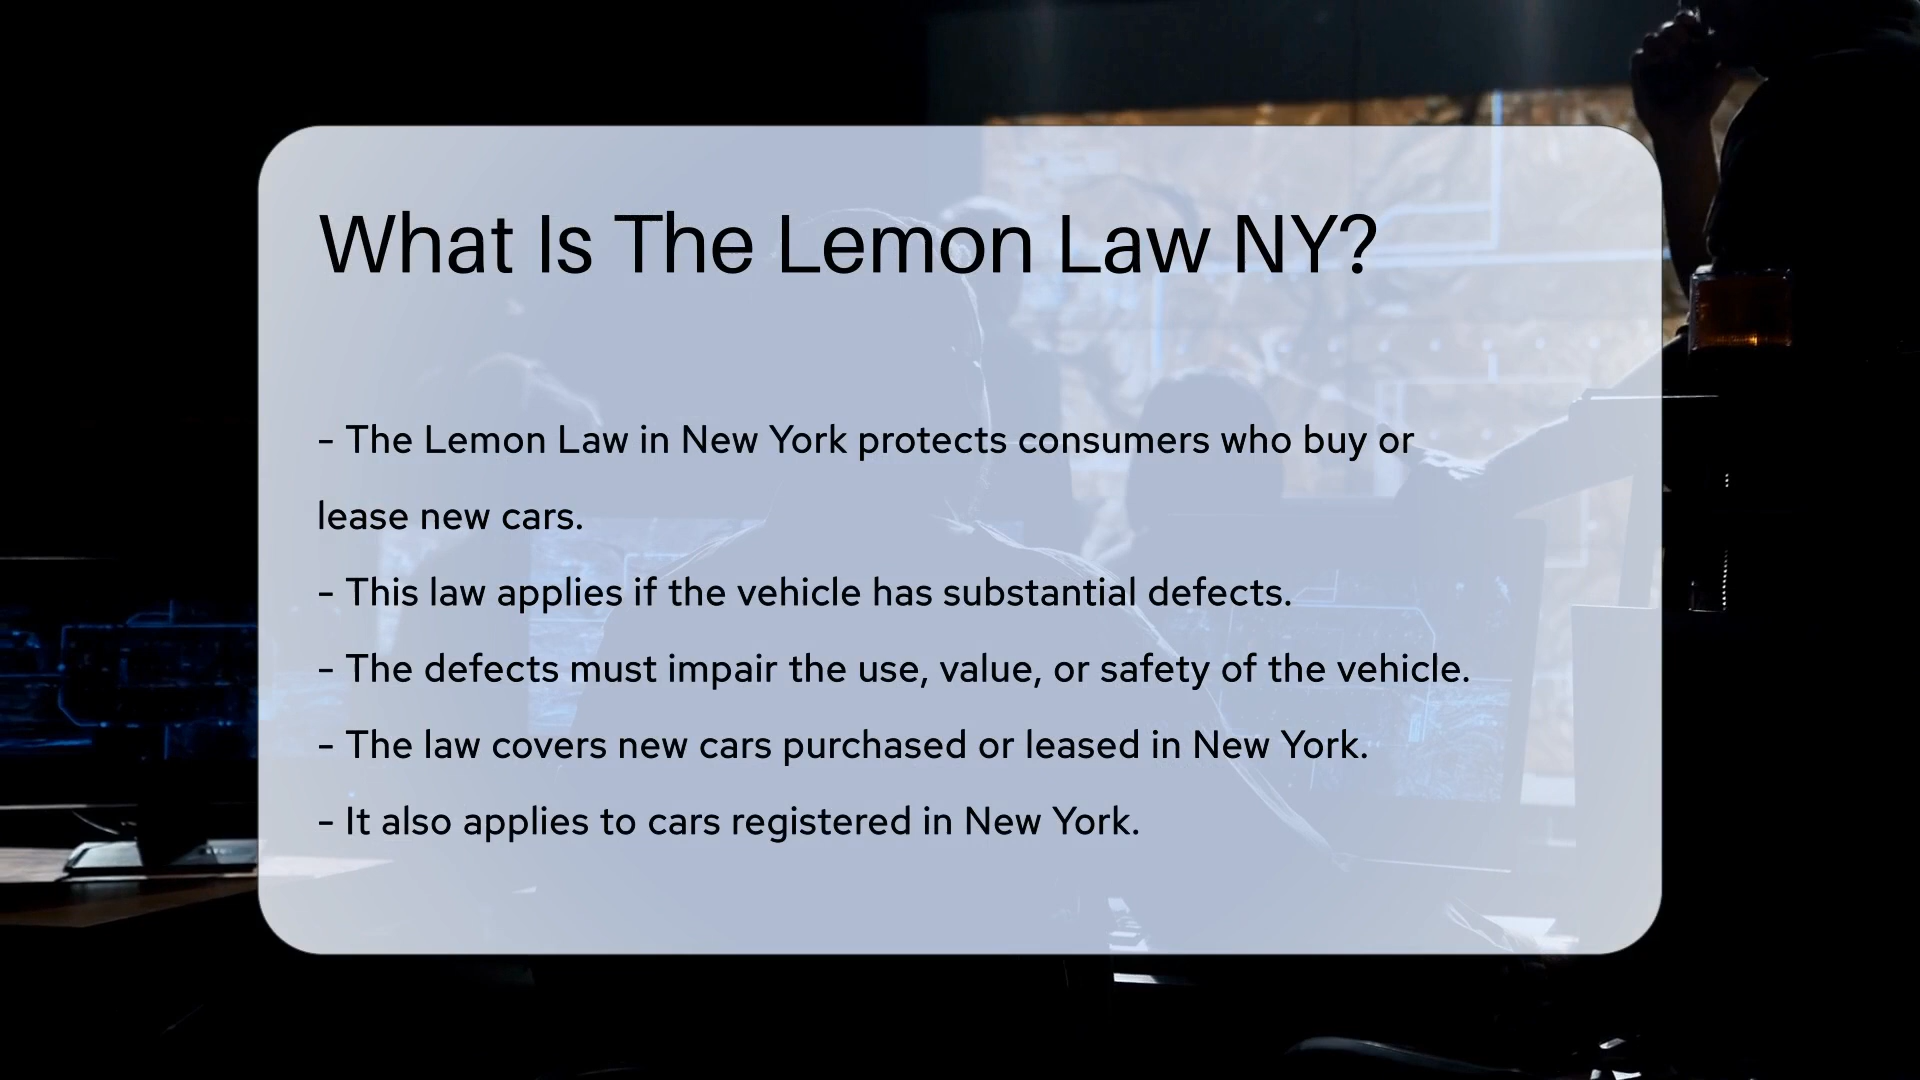 What Is The Lemon Law NY?
- The Lemon Law in New York protects consumers who buy or
lease new cars.
- This law applies if the vehicle has substantial defects.
- The defects must impair the use, value, or safety of the vehicle.
- The law covers new cars purchased or leased in New York.
- It also applies to cars registered in New York.